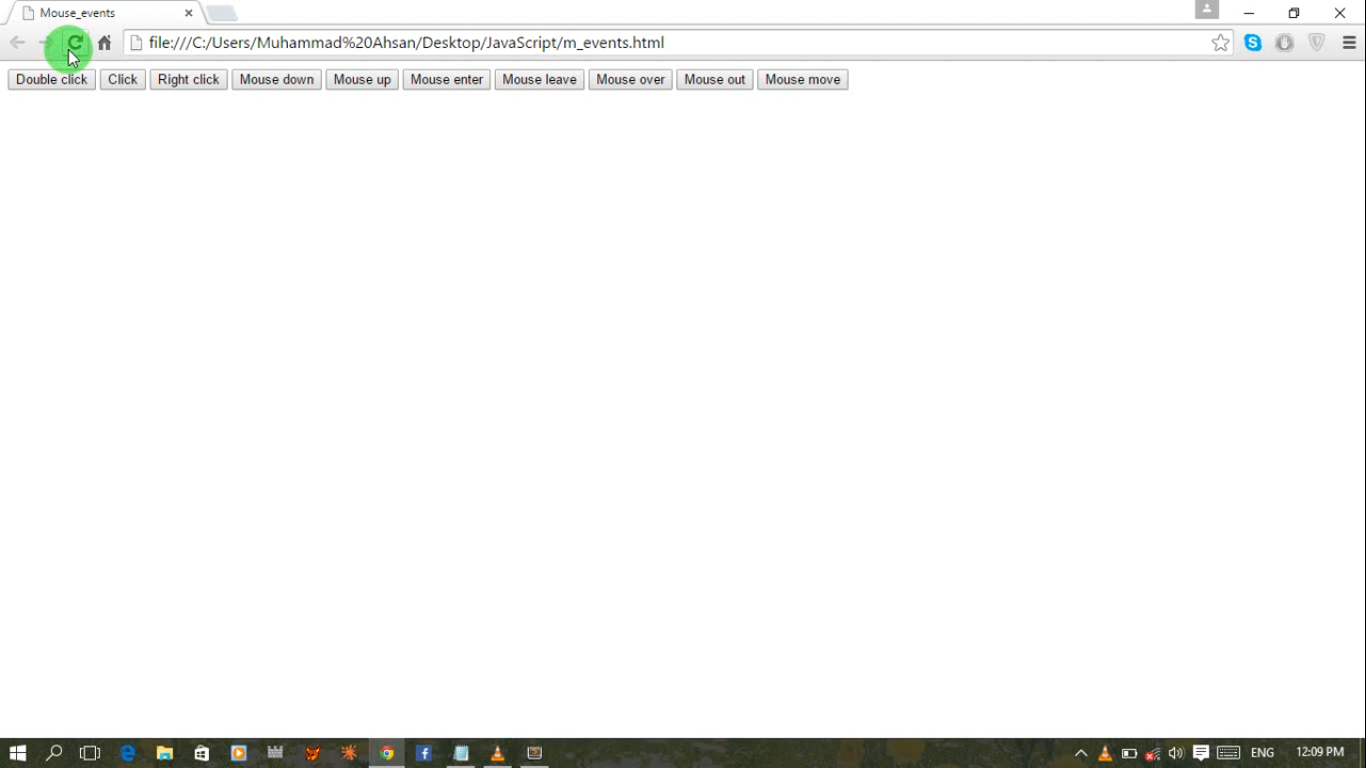 Mouse_events
file:///C:/Users/Muhammad%20Ahsan/Desktop/JavaScript/m_events.html
Double click Click Right click Mouse down Mouse up Mouse enter Mouse leave Mouse over Mouse out Mouse move
ENG 12:09 PM